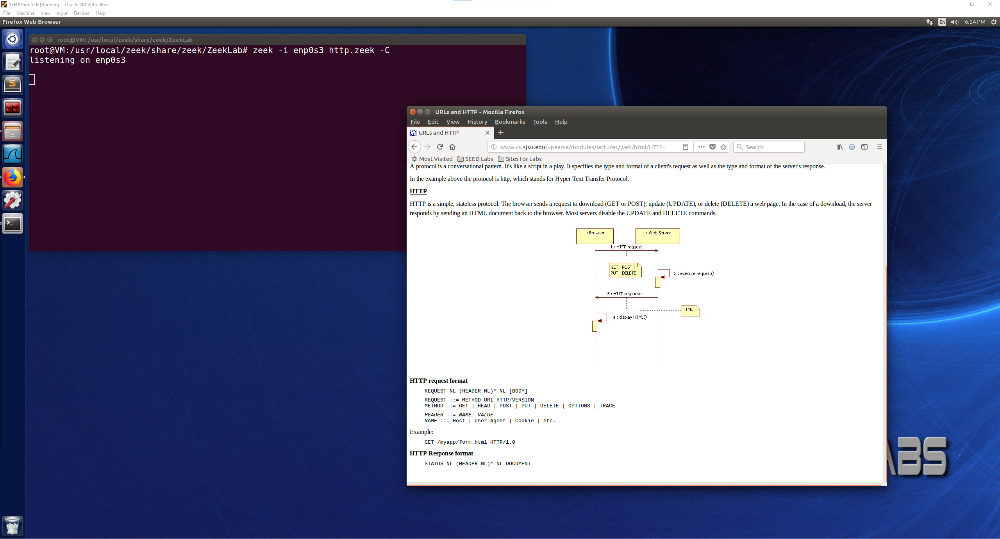 SEEDUbuntu B [Running] - Oracle VM VirtualBox
File Machine View Input Devices Help
Firefox Web Browser
En
6:24 PM
root@VM: /usr/local/zeek/share/zeek/ZeekLab
root@VM:/usr/local/zeek/share/zeek/ZeekLab# zeek -i enp0s3 http.zeek -C
listening on enp0s3
URLs and HTTP - Mozilla Firefox
File Edit View History Bookmarks Tools Help
URLs and HTTP
www.cs.sjsu.edu/~pearce/modules/lectures/web/html/HTTP.h
Search
Most Visited SEED Labs Sites for Labs
A protocol is a conversational pattern. It's like a script in a play. It specifies the type and format of a client's request as well as the type and format of the server's response.
In the example above the protocol is http, which stands for Hyper Text Transfer Protocol.
HTTP
HTTP is a simple, stateless protocol. The browser sends a request to download (GET or POST), update (UPDATE), or delete (DELETE) a web page. In the case of a download, the server
responds by sending an HTML document back to the browser. Most servers disable the UPDATE and DELETE commands.
: Browser
: Web Server
1 : HTTP request
GET | POST |
PUT | DELETE
2 : execute request()
3 : HTTP response
HTML
4 : display HTML()
HTTP request format
REQUEST NL (HEADER NL)* NL [BODY]
REQUEST ::= METHOD URI HTTP/VERSION
METHOD ::= GET | HEAD | POST | PUT | DELETE | OPTIONS | TRACE
HEADER ::= NAME: VALUE
NAME ::= Host | User-Agent | Cookie | etc.
Example:
GET /myapp/form.html HTTP/1.0
HTTP Response format
STATUS NL (HEADER NL)* NL DOCUMENT
ABS